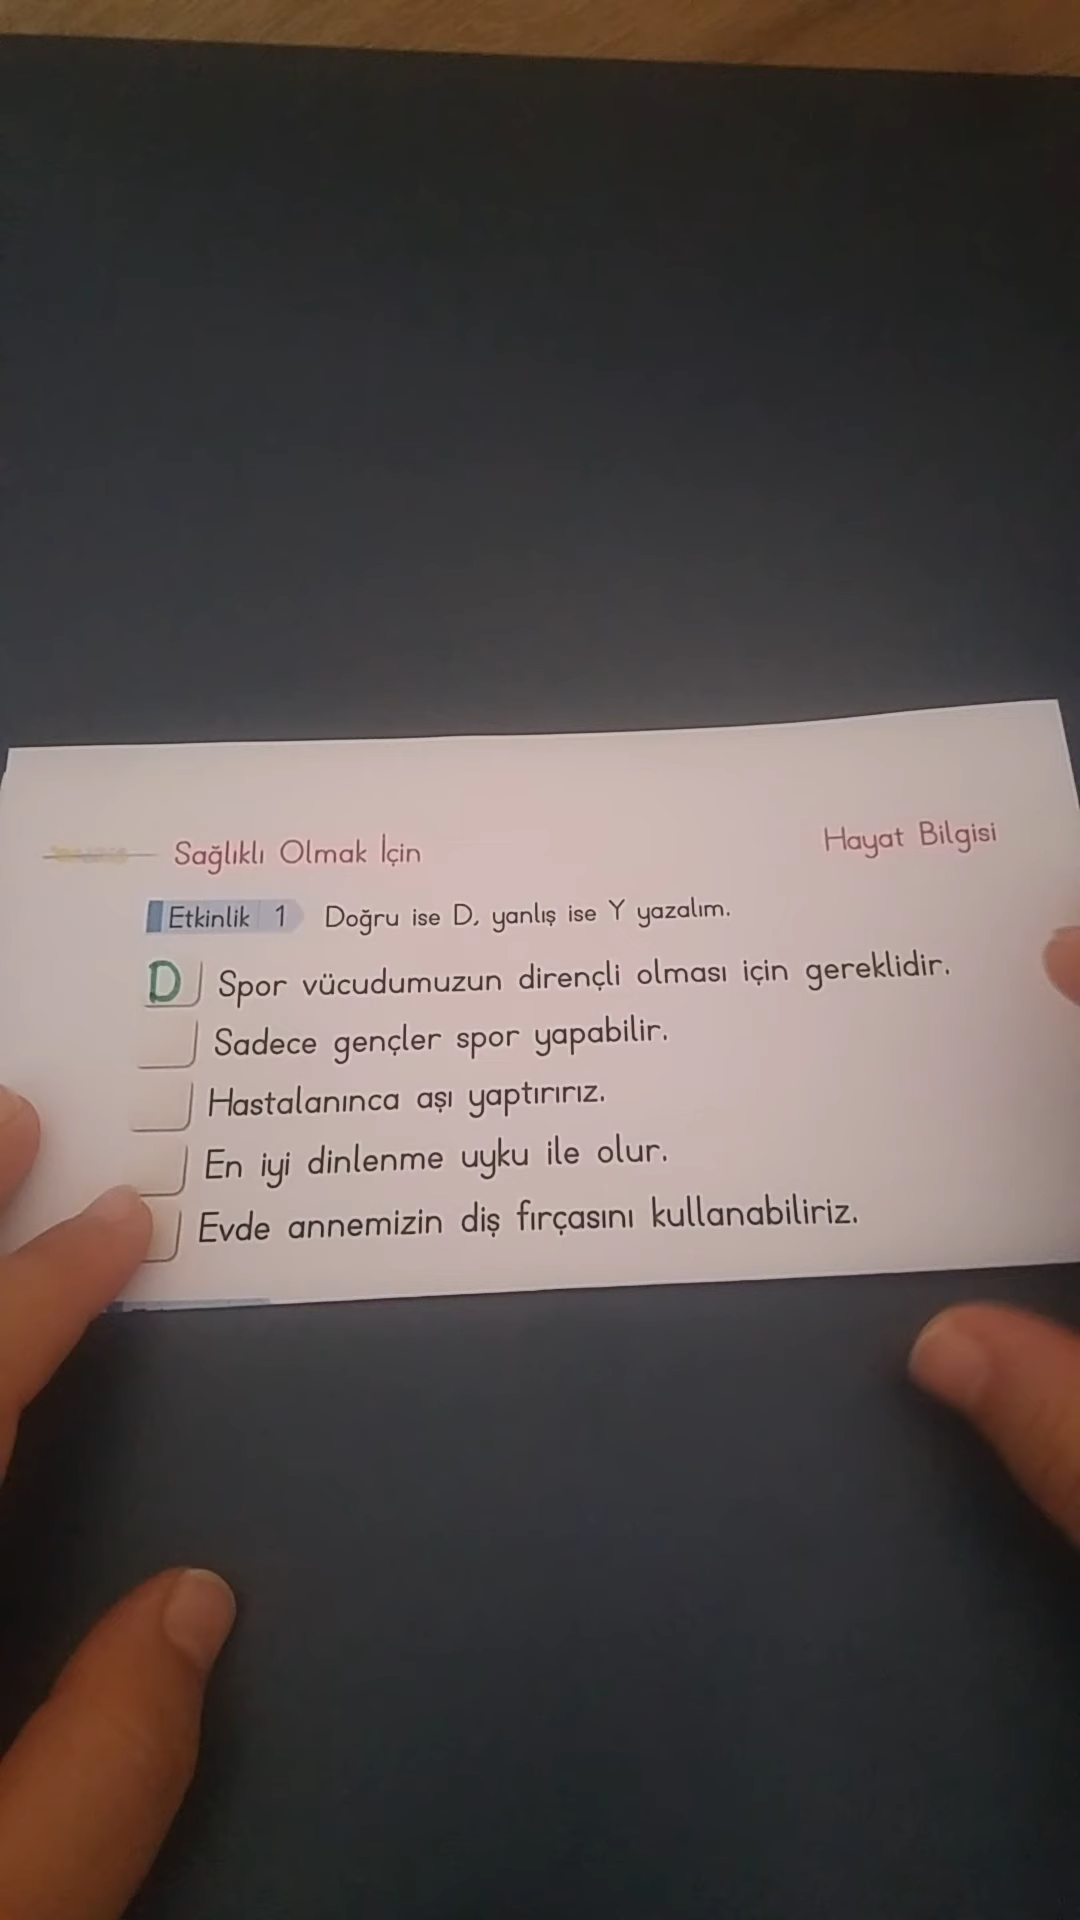 Sağlıklı Olmak İçin
Hayat Bilgisi
Etkinlik 1 Doğru ise D, yanlış ise Y yazalım.
D Spor vücudumuzun dirençli olması için gereklidir.
Sadece gençler spor yapabilir.
Hastalanınca aşı yaptırırız.
En iyi dinlenme uyku ile olur.
Evde annemizin diş fırçasını kullanabiliriz.